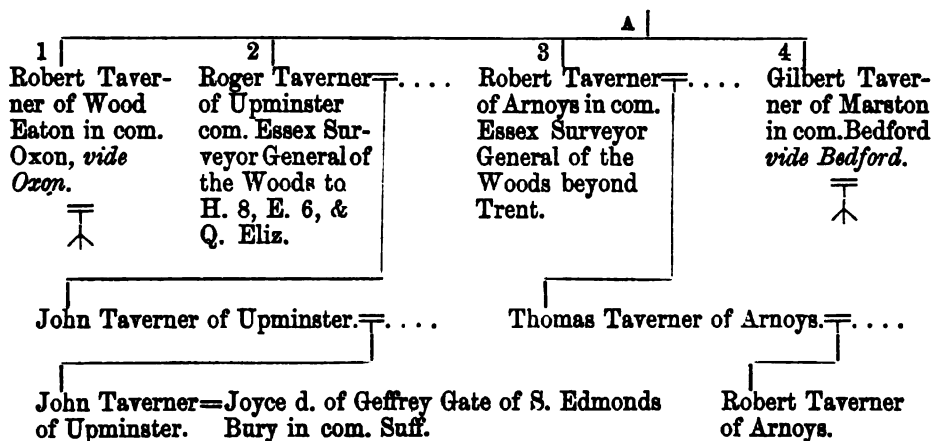 A
1
Robert Taver-
ner of Wood
Eaton in com.
Oxon, vide
Oxon.
2
Roger Taverner=....
of Upminster
com. Essex Sur-
veyor General of
the Woods to
H. 8, E. 6, &
Q. Eliz.
3
Robert Taverner=....
of Arnoys in com.
Essex Surveyor
General of the
Woods beyond
Trent.
4
Gilbert Taver-
ner of Marston
in com. Bedford
vide Bedford.
John Taverner of Upminster.=....
Thomas Taverner of Arnoys.=....
John Taverner=Joyce d. of Geffrey Gate of S. Edmonds
of Upminster. Bury in com. Suff.
Robert Taverner
of Arnoys.